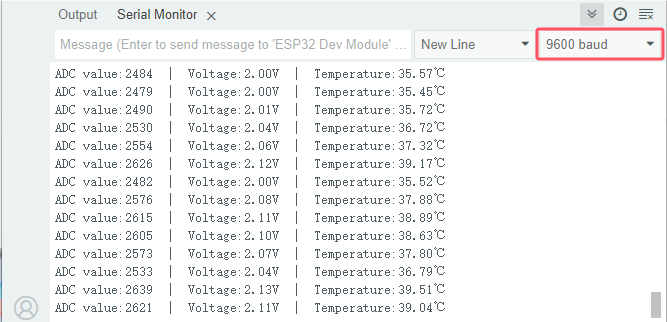 Output Serial Monitor
Message (Enter to send message to 'ESP32 Dev Module' ... New Line 9600 baud
ADC value:2484 | Voltage:2.00V | Temperature:35.57℃
ADC value:2479 | Voltage:2.00V | Temperature:35.45℃
ADC value:2490 | Voltage:2.01V | Temperature:35.72℃
ADC value:2530 | Voltage:2.04V | Temperature:36.72℃
ADC value:2554 | Voltage:2.06V | Temperature:37.32℃
ADC value:2626 | Voltage:2.12V | Temperature:39.17℃
ADC value:2482 | Voltage:2.00V | Temperature:35.52℃
ADC value:2576 | Voltage:2.08V | Temperature:37.88℃
ADC value:2615 | Voltage:2.11V | Temperature:38.89℃
ADC value:2605 | Voltage:2.10V | Temperature:38.63℃
ADC value:2573 | Voltage:2.07V | Temperature:37.80℃
ADC value:2533 | Voltage:2.04V | Temperature:36.79℃
ADC value:2639 | Voltage:2.13V | Temperature:39.51℃
ADC value:2621 | Voltage:2.11V | Temperature:39.04℃